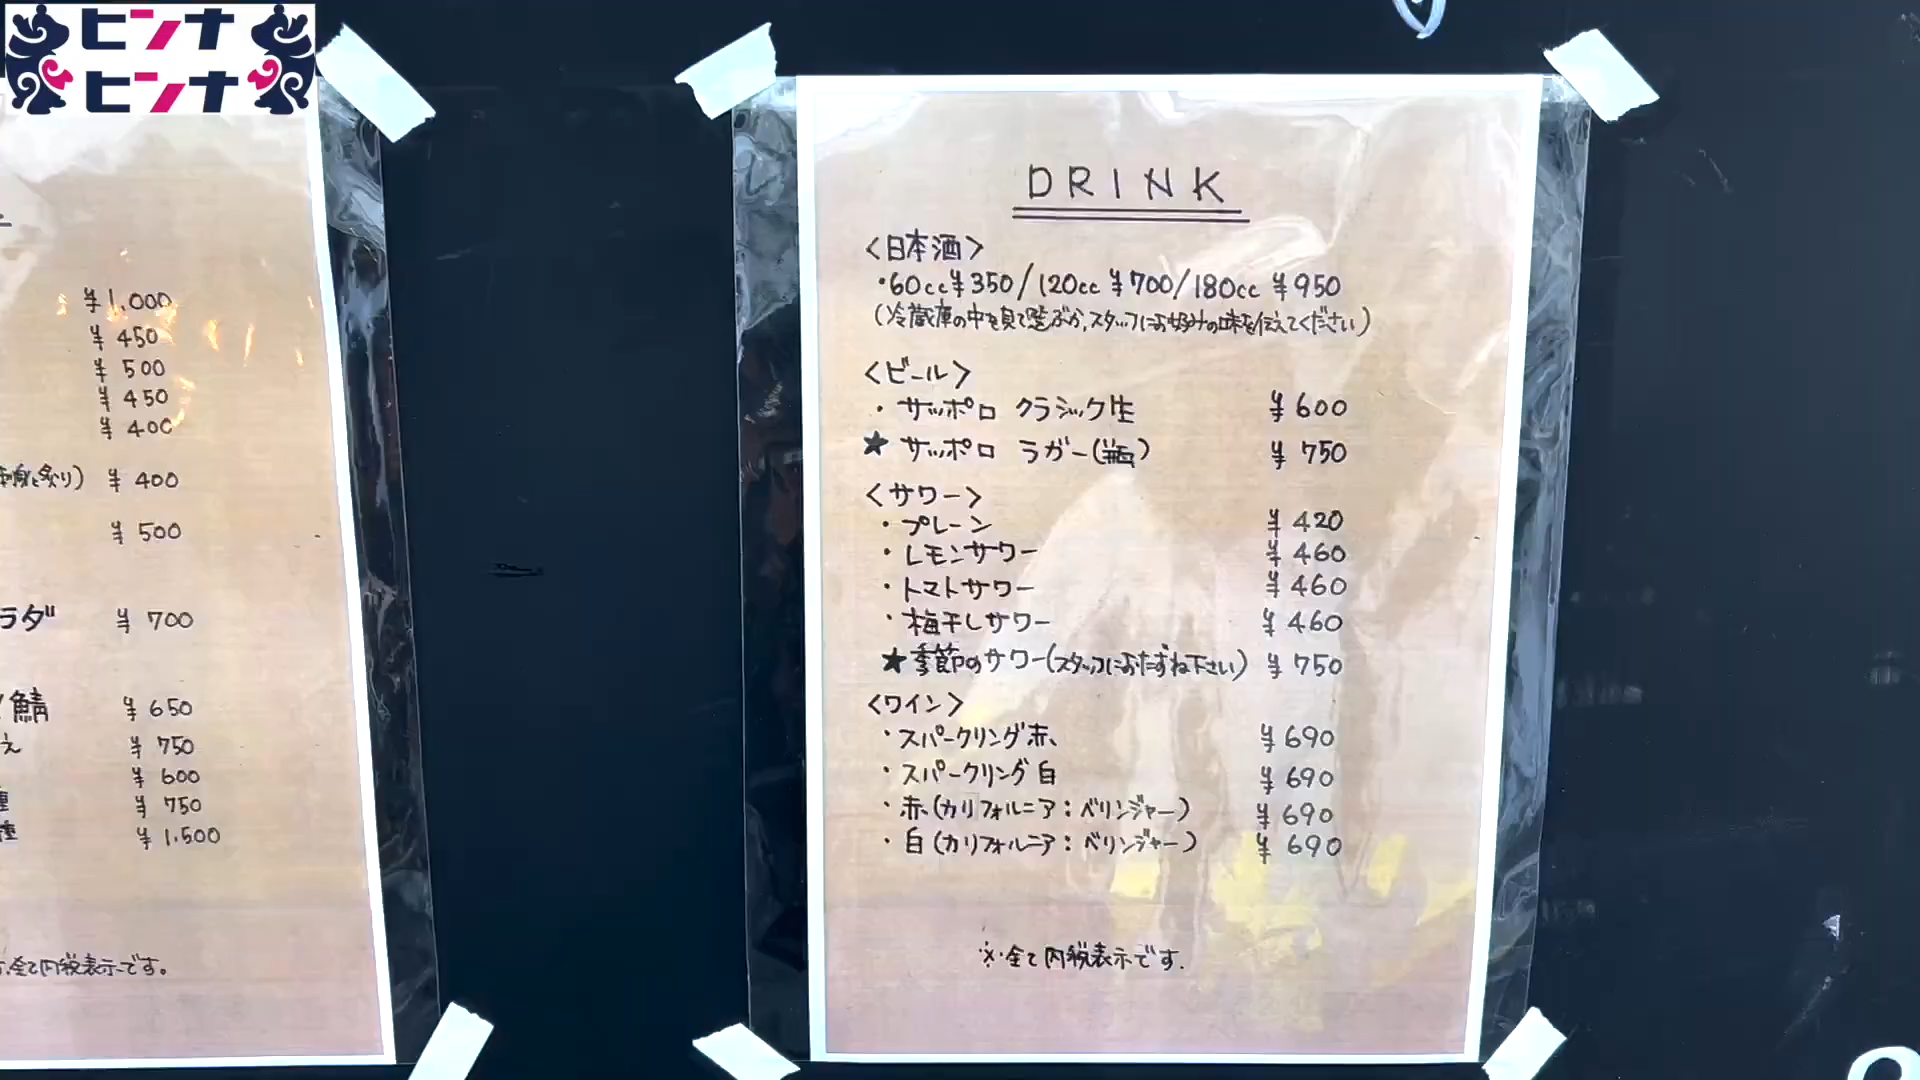 ヒンナ
ヒンナ
¥1,000
¥450
¥500
¥450
¥400
炙り) ¥400
¥500
ラダ ¥700
鯖 ¥650
え ¥750
¥600
種 ¥750
種 ¥1,500
全て内税表示です。
DRINK
<日本酒>
・60cc ¥350/120cc ¥700/180cc ¥950
(冷蔵庫の中を見て選ぶか、スタッフにお好みの味を伝えてください)
<ビール>
・サッポロ クラシック生 ¥600
★サッポロ ラガー(瓶) ¥750
<サワー>
・プレーン ¥420
・レモンサワー ¥460
・トマトサワー ¥460
・梅干しサワー ¥460
★季節のサワー(スタッフにおたずね下さい) ¥750
<ワイン>
・スパークリング赤 ¥690
・スパークリング白 ¥690
・赤(カリフォルニア:ベリンジャー) ¥690
・白(カリフォルニア:ベリンジャー) ¥690
※全て内税表示です.